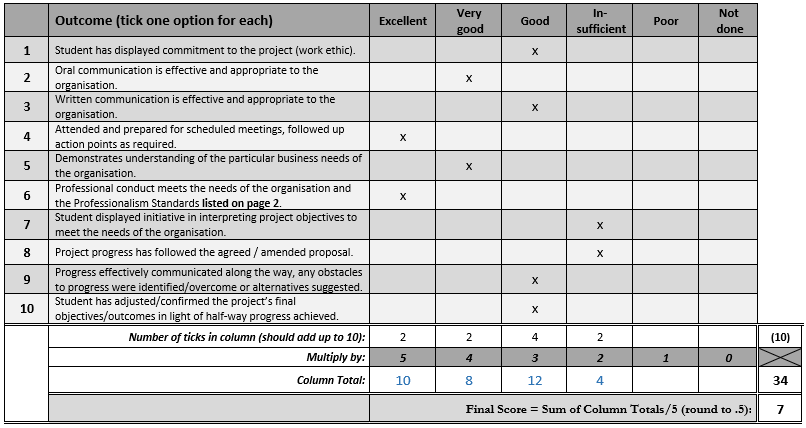 Outcome (tick one option for each) Excellent Very good Good In-sufficient Poor Not done
1 Student has displayed commitment to the project (work ethic). x
2 Oral communication is effective and appropriate to the
organisation. x
3 Written communication is effective and appropriate to the
organisation. x
4 Attended and prepared for scheduled meetings, followed up
action points as required. x
5 Demonstrates understanding of the particular business needs of
the organisation. x
6 Professional conduct meets the needs of the organisation and
the Professionalism Standards listed on page 2. x
7 Student displayed initiative in interpreting project objectives to
meet the needs of the organisation. x
8 Project progress has followed the agreed / amended proposal. x
9 Progress effectively communicated along the way, any obstacles
to progress were identified/overcome or alternatives suggested. x
10 Student has adjusted/confirmed the project's final
objectives/outcomes in light of half-way progress achieved. x
Number of ticks in column (should add up to 10): 2 2 4 2 (10)
Multiply by: 5 4 3 2 1 0
Column Total: 10 8 12 4 34
Final Score = Sum of Column Totals/5 (round to .5): 7